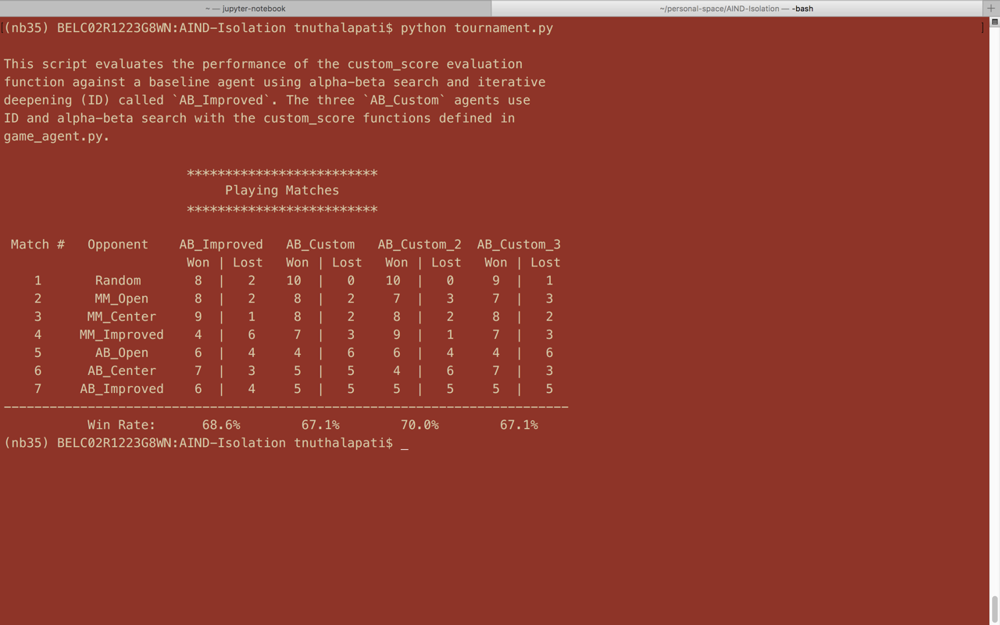 ~ — jupyter-notebook
~/personal-space/AIND-Isolation — -bash
(nb35) BELC02R1223G8WN:AIND-Isolation tnuthalapati$ python tournament.py
This script evaluates the performance of the custom_score evaluation
function against a baseline agent using alpha-beta search and iterative
deepening (ID) called `AB_Improved`. The three `AB_Custom` agents use
ID and alpha-beta search with the custom_score functions defined in
game_agent.py.
*************************
Playing Matches
*************************
Match # Opponent AB_Improved AB_Custom AB_Custom_2 AB_Custom_3
Won | Lost Won | Lost Won | Lost Won | Lost
1 Random 8 | 2 10 | 0 10 | 0 9 | 1
2 MM_Open 8 | 2 8 | 2 7 | 3 7 | 3
3 MM_Center 9 | 1 8 | 2 8 | 2 8 | 2
4 MM_Improved 4 | 6 7 | 3 9 | 1 7 | 3
5 AB_Open 6 | 4 4 | 6 6 | 4 4 | 6
6 AB_Center 7 | 3 5 | 5 4 | 6 7 | 3
7 AB_Improved 6 | 4 5 | 5 5 | 5 5 | 5
--------------------------------------------------------------------------
Win Rate: 68.6% 67.1% 70.0% 67.1%
(nb35) BELC02R1223G8WN:AIND-Isolation tnuthalapati$ _